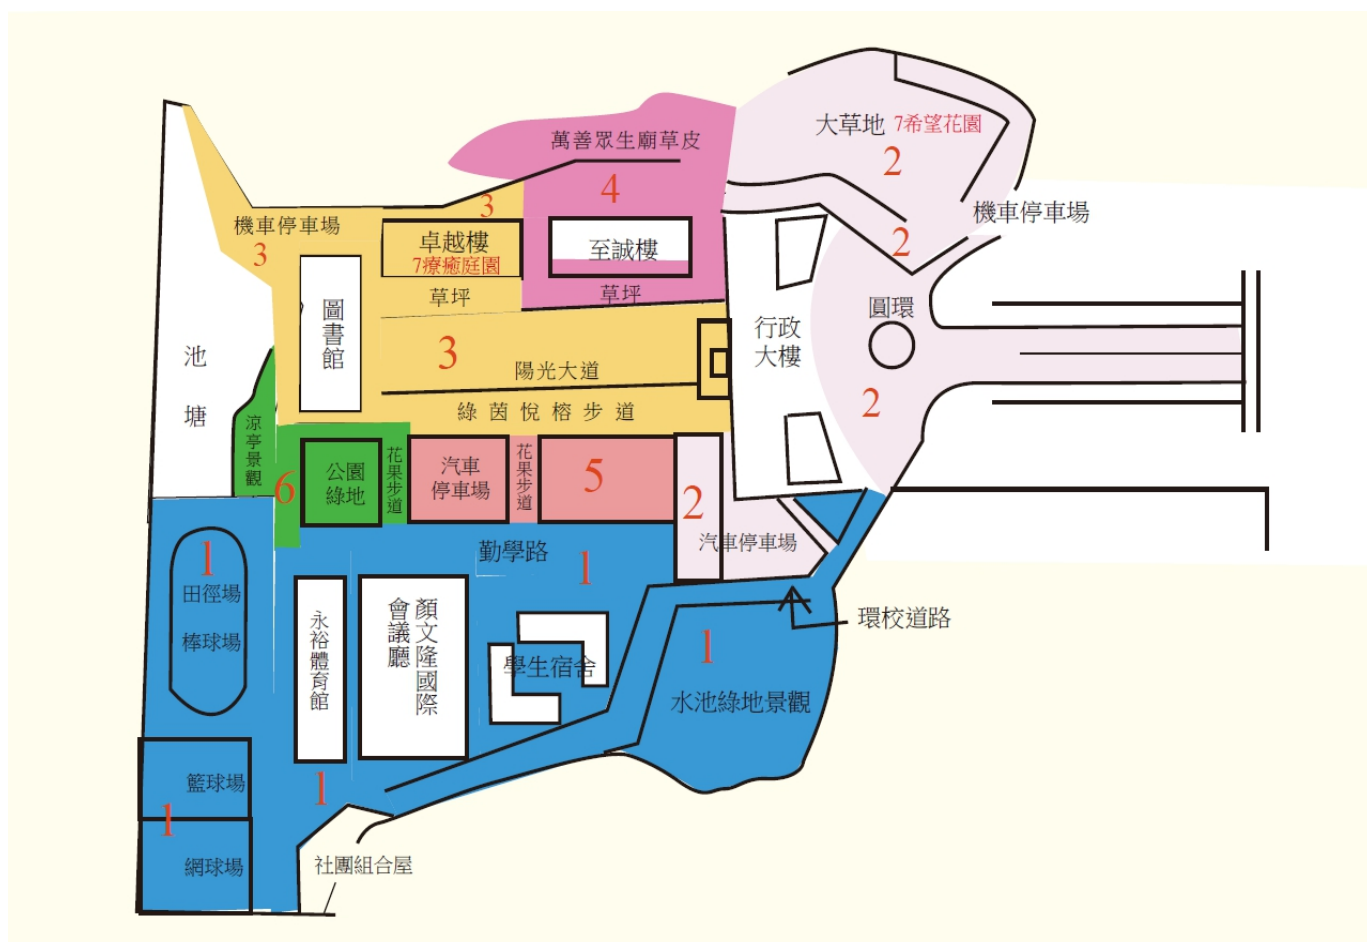 萬善眾生廟草皮
4
大草地 7希望花園
2
機車停車場
3
3
機車停車場
2
卓越樓
7療癒庭園
至誠樓
草坪
草坪
圓環
行政
大樓
圖書館
3
陽光大道
池塘
2
綠茵悅榕步道
涼亭景觀
6
公園
綠地
花果步道
汽車
停車場
花果步道
5
2
汽車停車場
勤學路
1
1
田徑場
棒球場
永裕體育館
顏文隆國際
會議廳
學生宿舍
1
水池綠地景觀
環校道路
籃球場
1
1
網球場
社團組合屋